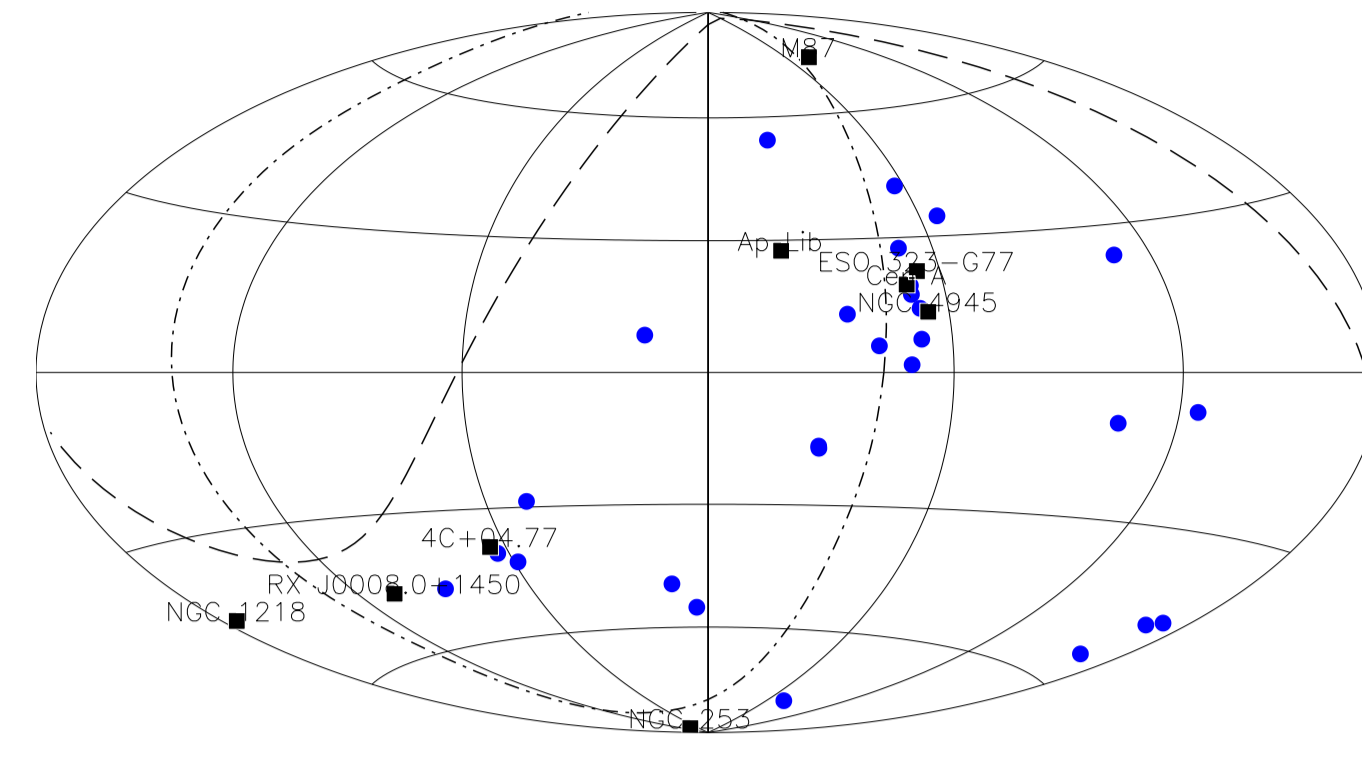 M87
Ap Lib
ESO 323-G77
Cen A
NGC 4945
4C+04.77
RX J0008.0+1450
NGC 1218
NGC 253